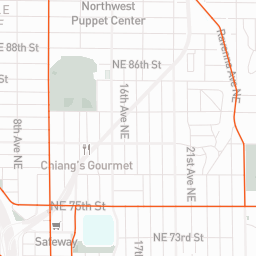 Northwest
Puppet Center
NE 88th St
NE 86th St
Ravenna Ave NE
16th Ave NE
8th Ave NE
Chiang's Gourmet
21st Ave NE
NE 75th St
Safeway
NE 73rd St
17th